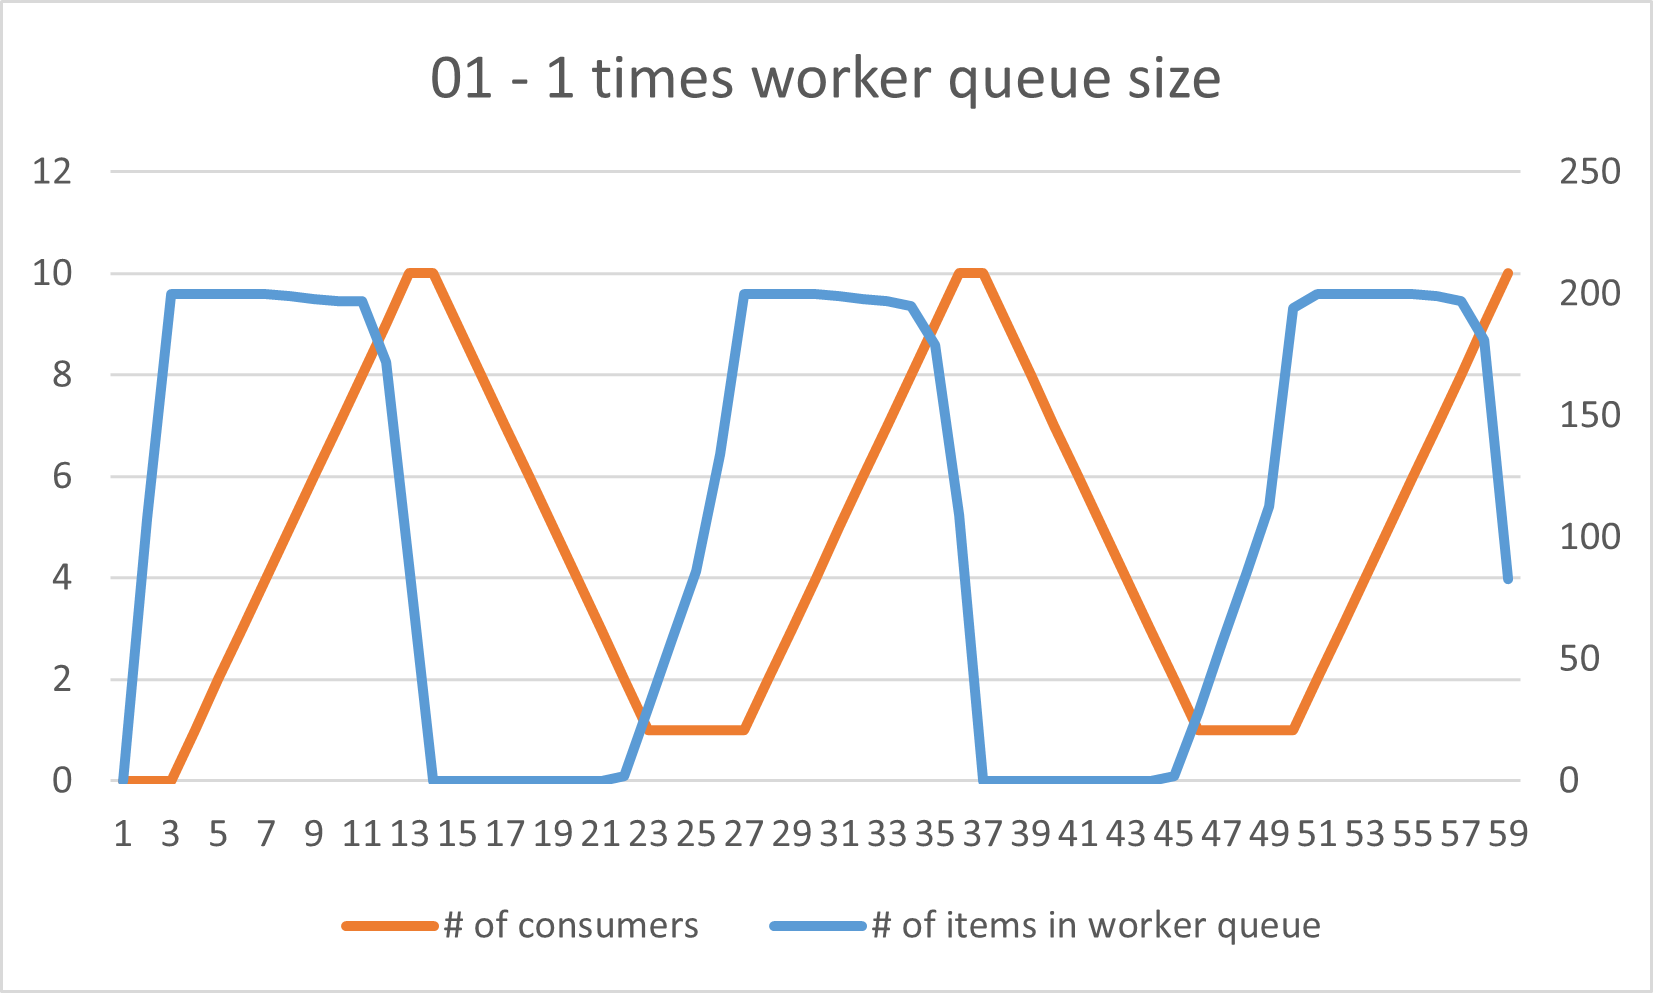 01 - 1 times worker queue size
12 250
10 200
8 150
6 100
4 50
2 0
0
1 3 5 7 9 11 13 15 17 19 21 23 25 27 29 31 33 35 37 39 41 43 45 47 49 51 53 55 57 59
# of consumers # of items in worker queue